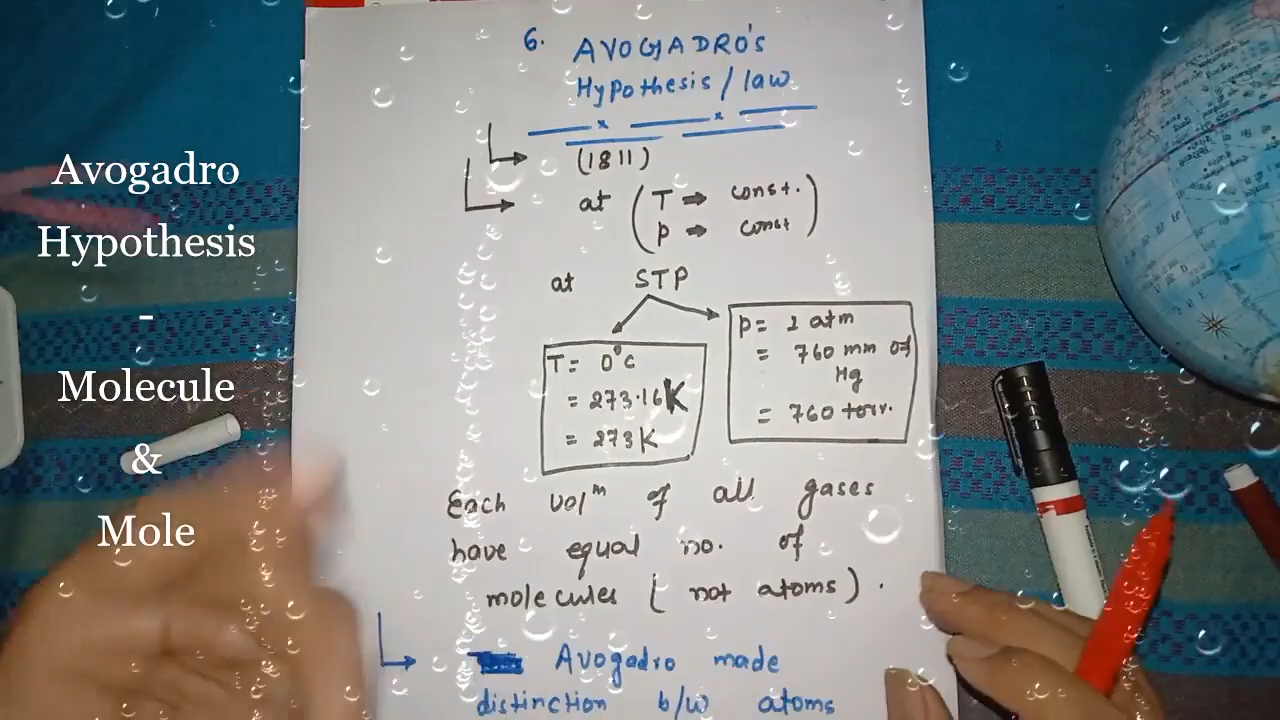 Avogadro
Hypothesis
-
Molecule
&
Mole
6. AVOGADRO'S
Hypothesis / law
(1811)
at (T ⇒ const.
p ⇒ const)
at STP
T = 0°C
= 273.16K
= 273K
p = 1 atm
= 760 mm of
Hg
= 760 torr.
Each volᵐ of all gases
have equal no. of
molecules ( not atoms ) .
Avogadro made
distinction b/w atoms